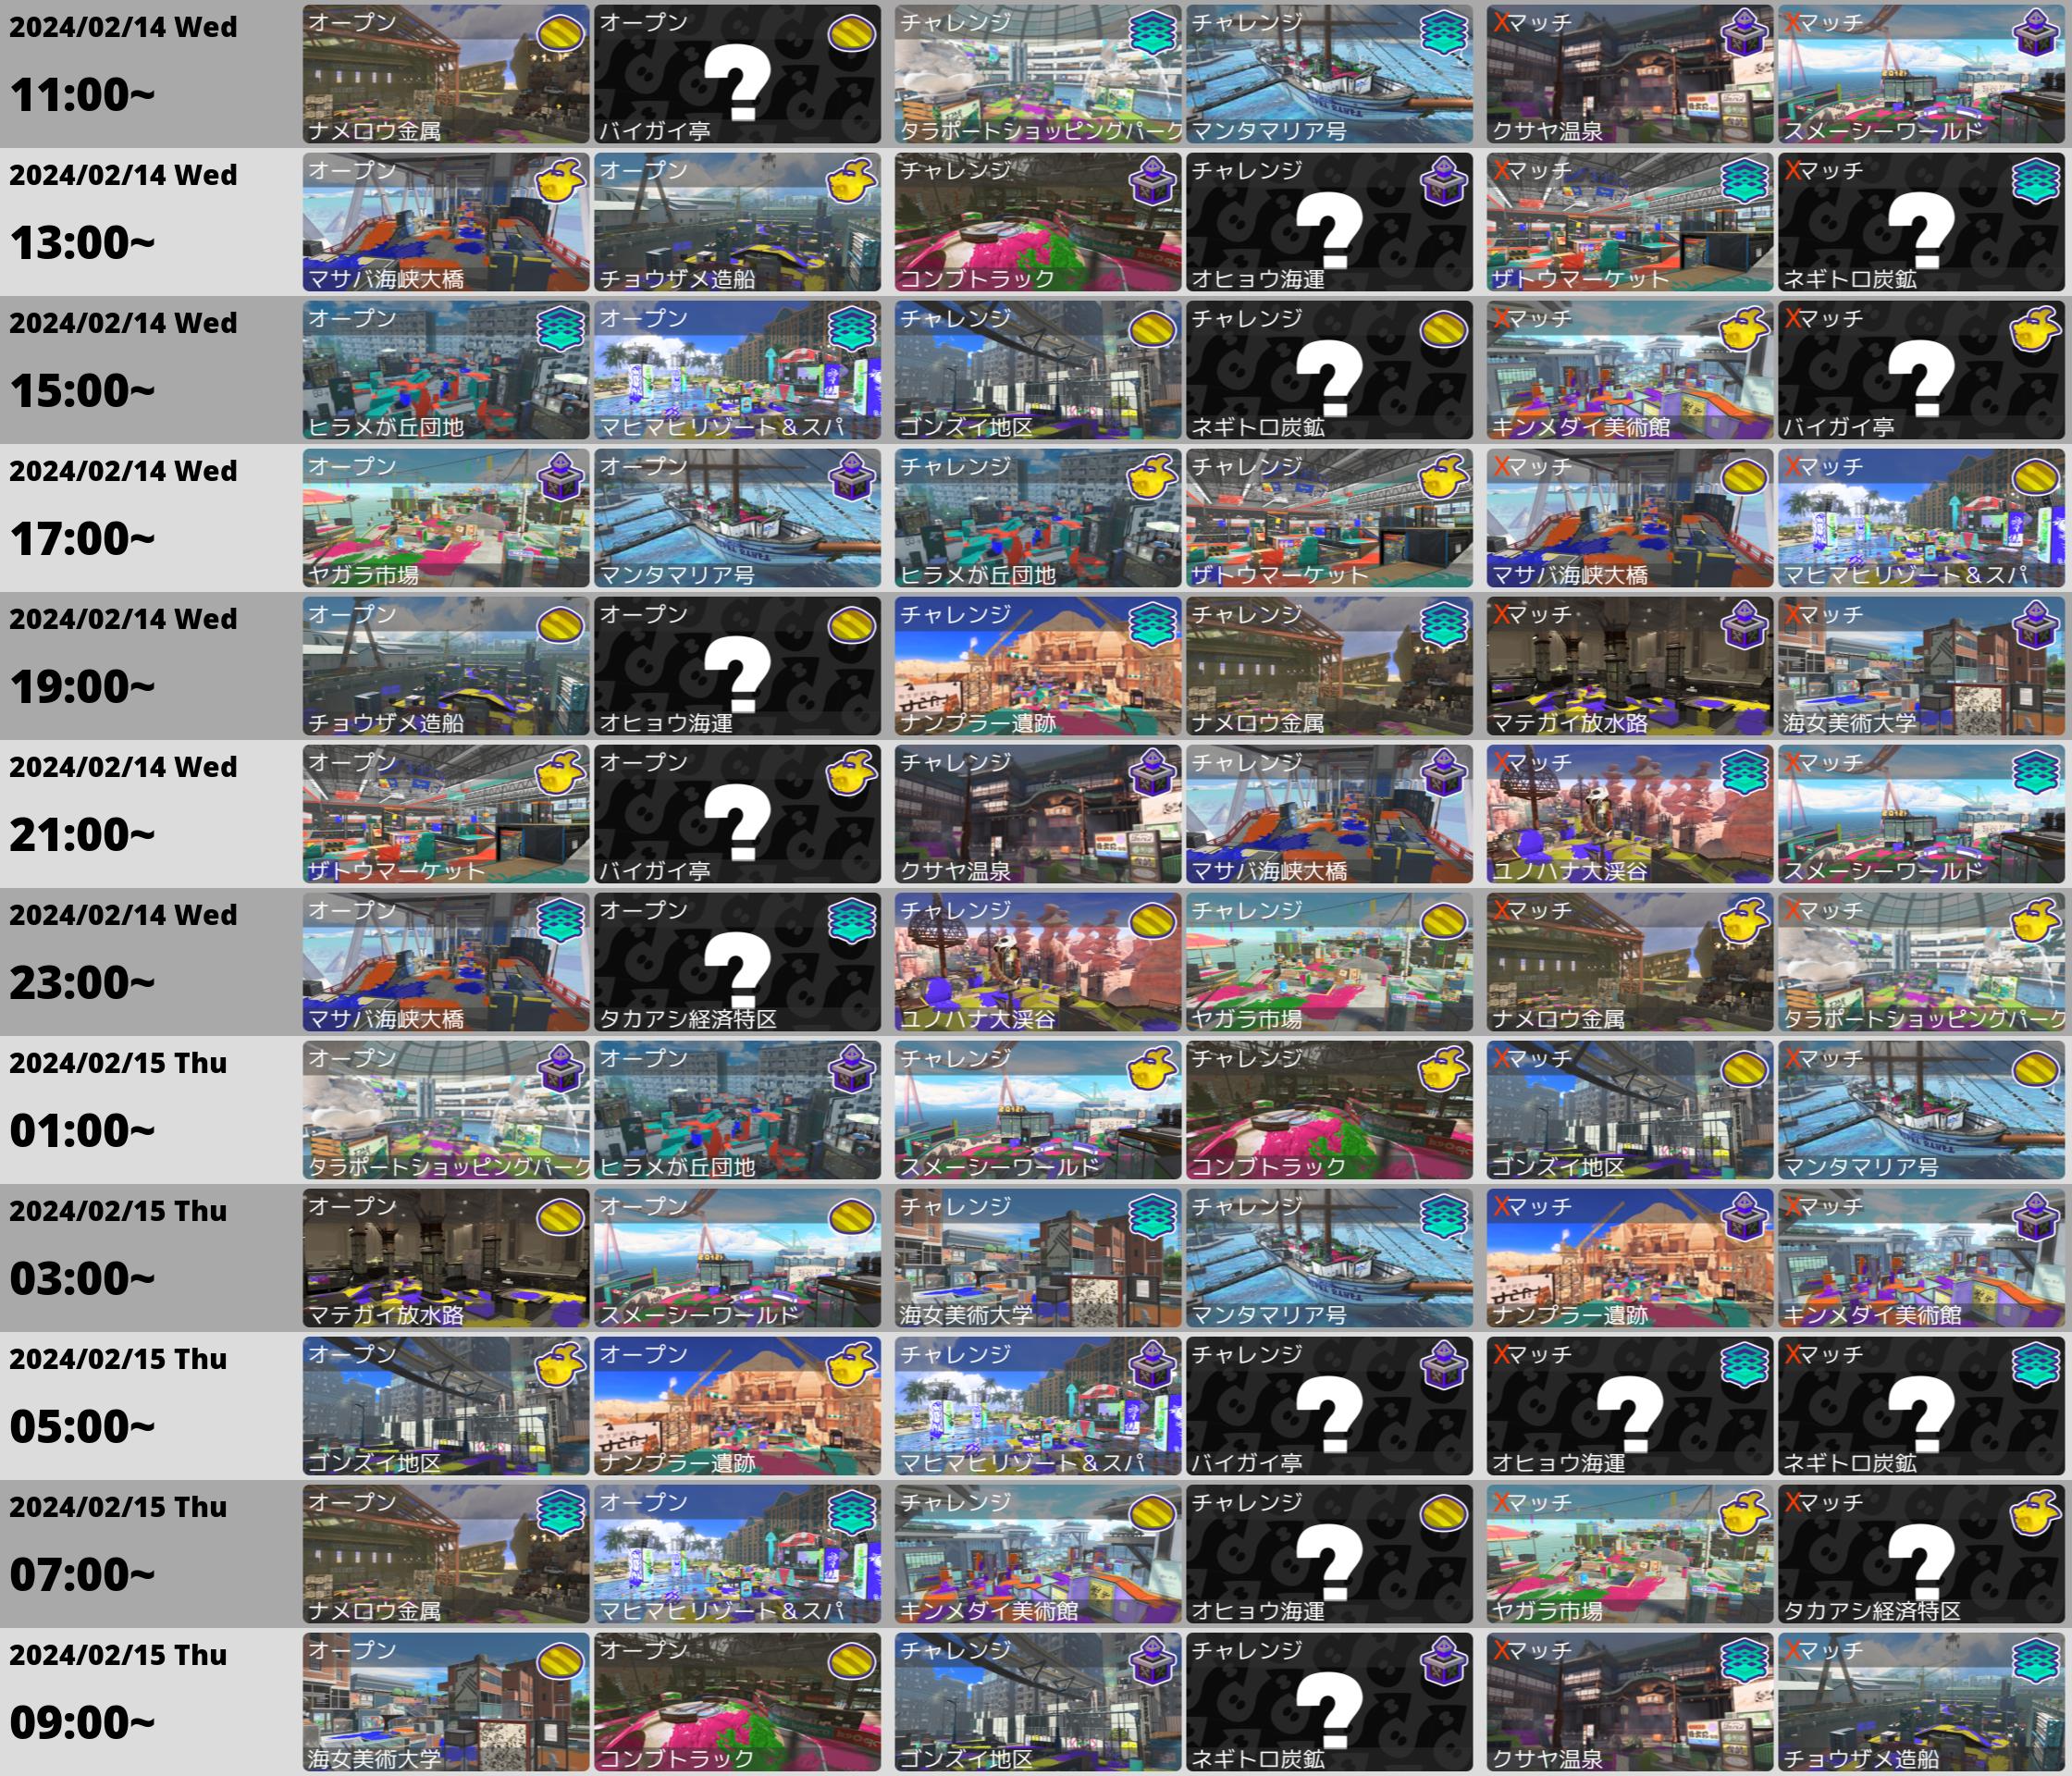 2024/02/14 Wed
11:00~
オープン
ナメロウ金属
オープン
バイガイ亭
チャレンジ
タラポートショッピングパーク
チャレンジ
マンタマリア号
Xマッチ
クサヤ温泉
Xマッチ
スメーシーワールド
2024/02/14 Wed
13:00~
オープン
マサバ海峡大橋
オープン
チョウザメ造船
チャレンジ
コンブトラック
チャレンジ
オヒョウ海運
Xマッチ
ザトウマーケット
Xマッチ
ネギトロ炭鉱
2024/02/14 Wed
15:00~
オープン
ヒラメが丘団地
オープン
マヒマヒリゾート&スパ
チャレンジ
ゴンズイ地区
チャレンジ
ネギトロ炭鉱
Xマッチ
キンメダイ美術館
Xマッチ
バイガイ亭
2024/02/14 Wed
17:00~
オープン
ヤガラ市場
オープン
マンタマリア号
チャレンジ
ヒラメが丘団地
チャレンジ
ザトウマーケット
Xマッチ
マサバ海峡大橋
Xマッチ
マヒマヒリゾート&スパ
2024/02/14 Wed
19:00~
オープン
チョウザメ造船
オープン
オヒョウ海運
チャレンジ
ナンプラー遺跡
チャレンジ
ナメロウ金属
Xマッチ
マテガイ放水路
Xマッチ
海女美術大学
2024/02/14 Wed
21:00~
オープン
ザトウマーケット
オープン
バイガイ亭
チャレンジ
クサヤ温泉
チャレンジ
マサバ海峡大橋
Xマッチ
ユノハナ大渓谷
Xマッチ
スメーシーワールド
2024/02/14 Wed
23:00~
オープン
マサバ海峡大橋
オープン
タカアシ経済特区
チャレンジ
ユノハナ大渓谷
チャレンジ
ヤガラ市場
Xマッチ
ナメロウ金属
Xマッチ
タラポートショッピングパーク
2024/02/15 Thu
01:00~
オープン
タラポートショッピングパーク
オープン
ヒラメが丘団地
チャレンジ
スメーシーワールド
チャレンジ
コンブトラック
Xマッチ
ゴンズイ地区
Xマッチ
マンタマリア号
2024/02/15 Thu
03:00~
オープン
マテガイ放水路
オープン
スメーシーワールド
チャレンジ
海女美術大学
チャレンジ
マンタマリア号
Xマッチ
ナンプラー遺跡
Xマッチ
キンメダイ美術館
2024/02/15 Thu
05:00~
オープン
ゴンズイ地区
オープン
ナンプラー遺跡
チャレンジ
マヒマヒリゾート&スパ
チャレンジ
バイガイ亭
Xマッチ
オヒョウ海運
Xマッチ
ネギトロ炭鉱
2024/02/15 Thu
07:00~
オープン
ナメロウ金属
オープン
マヒマヒリゾート&スパ
チャレンジ
キンメダイ美術館
チャレンジ
オヒョウ海運
Xマッチ
ヤガラ市場
Xマッチ
タカアシ経済特区
2024/02/15 Thu
09:00~
オープン
海女美術大学
オープン
コンブトラック
チャレンジ
ゴンズイ地区
チャレンジ
ネギトロ炭鉱
Xマッチ
クサヤ温泉
Xマッチ
チョウザメ造船